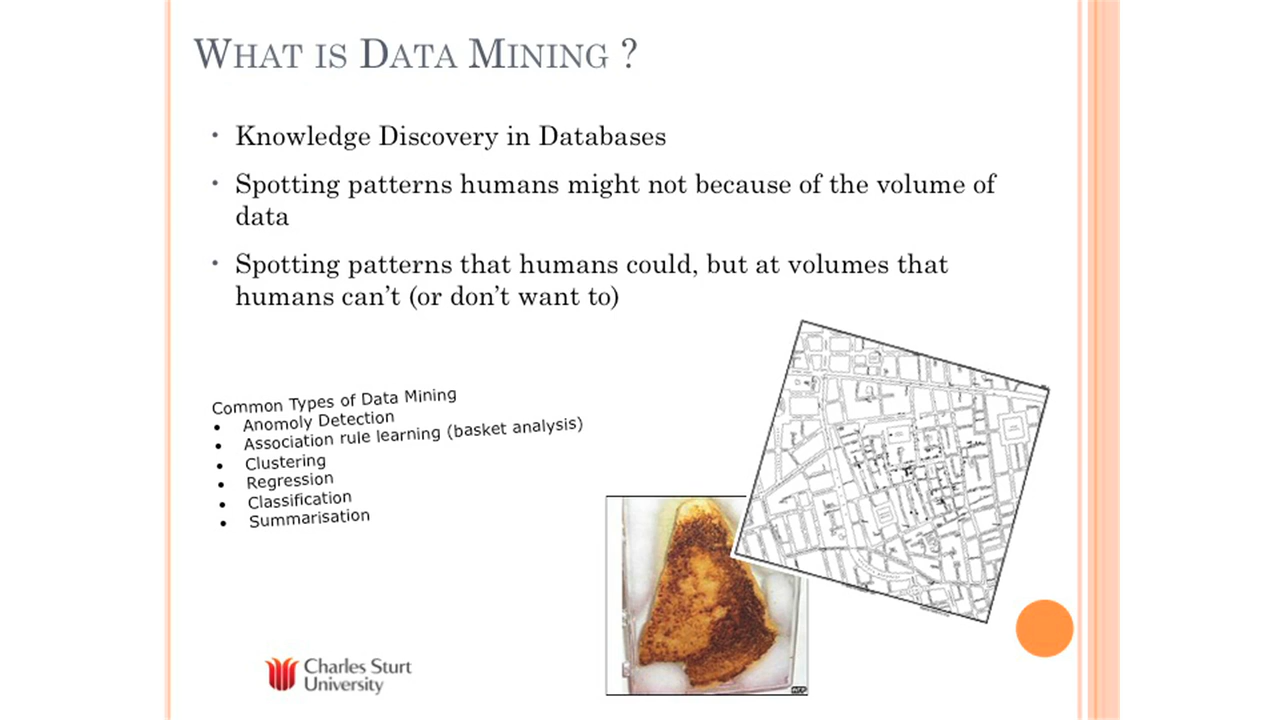 WHAT IS DATA MINING ?
• Knowledge Discovery in Databases
• Spotting patterns humans might not because of the volume of
data
• Spotting patterns that humans could, but at volumes that
humans can’t (or don’t want to)
Common Types of Data Mining
• Anomoly Detection
• Association rule learning (basket analysis)
• Clustering
• Regression
• Classification
• Summarisation
Charles Sturt
University